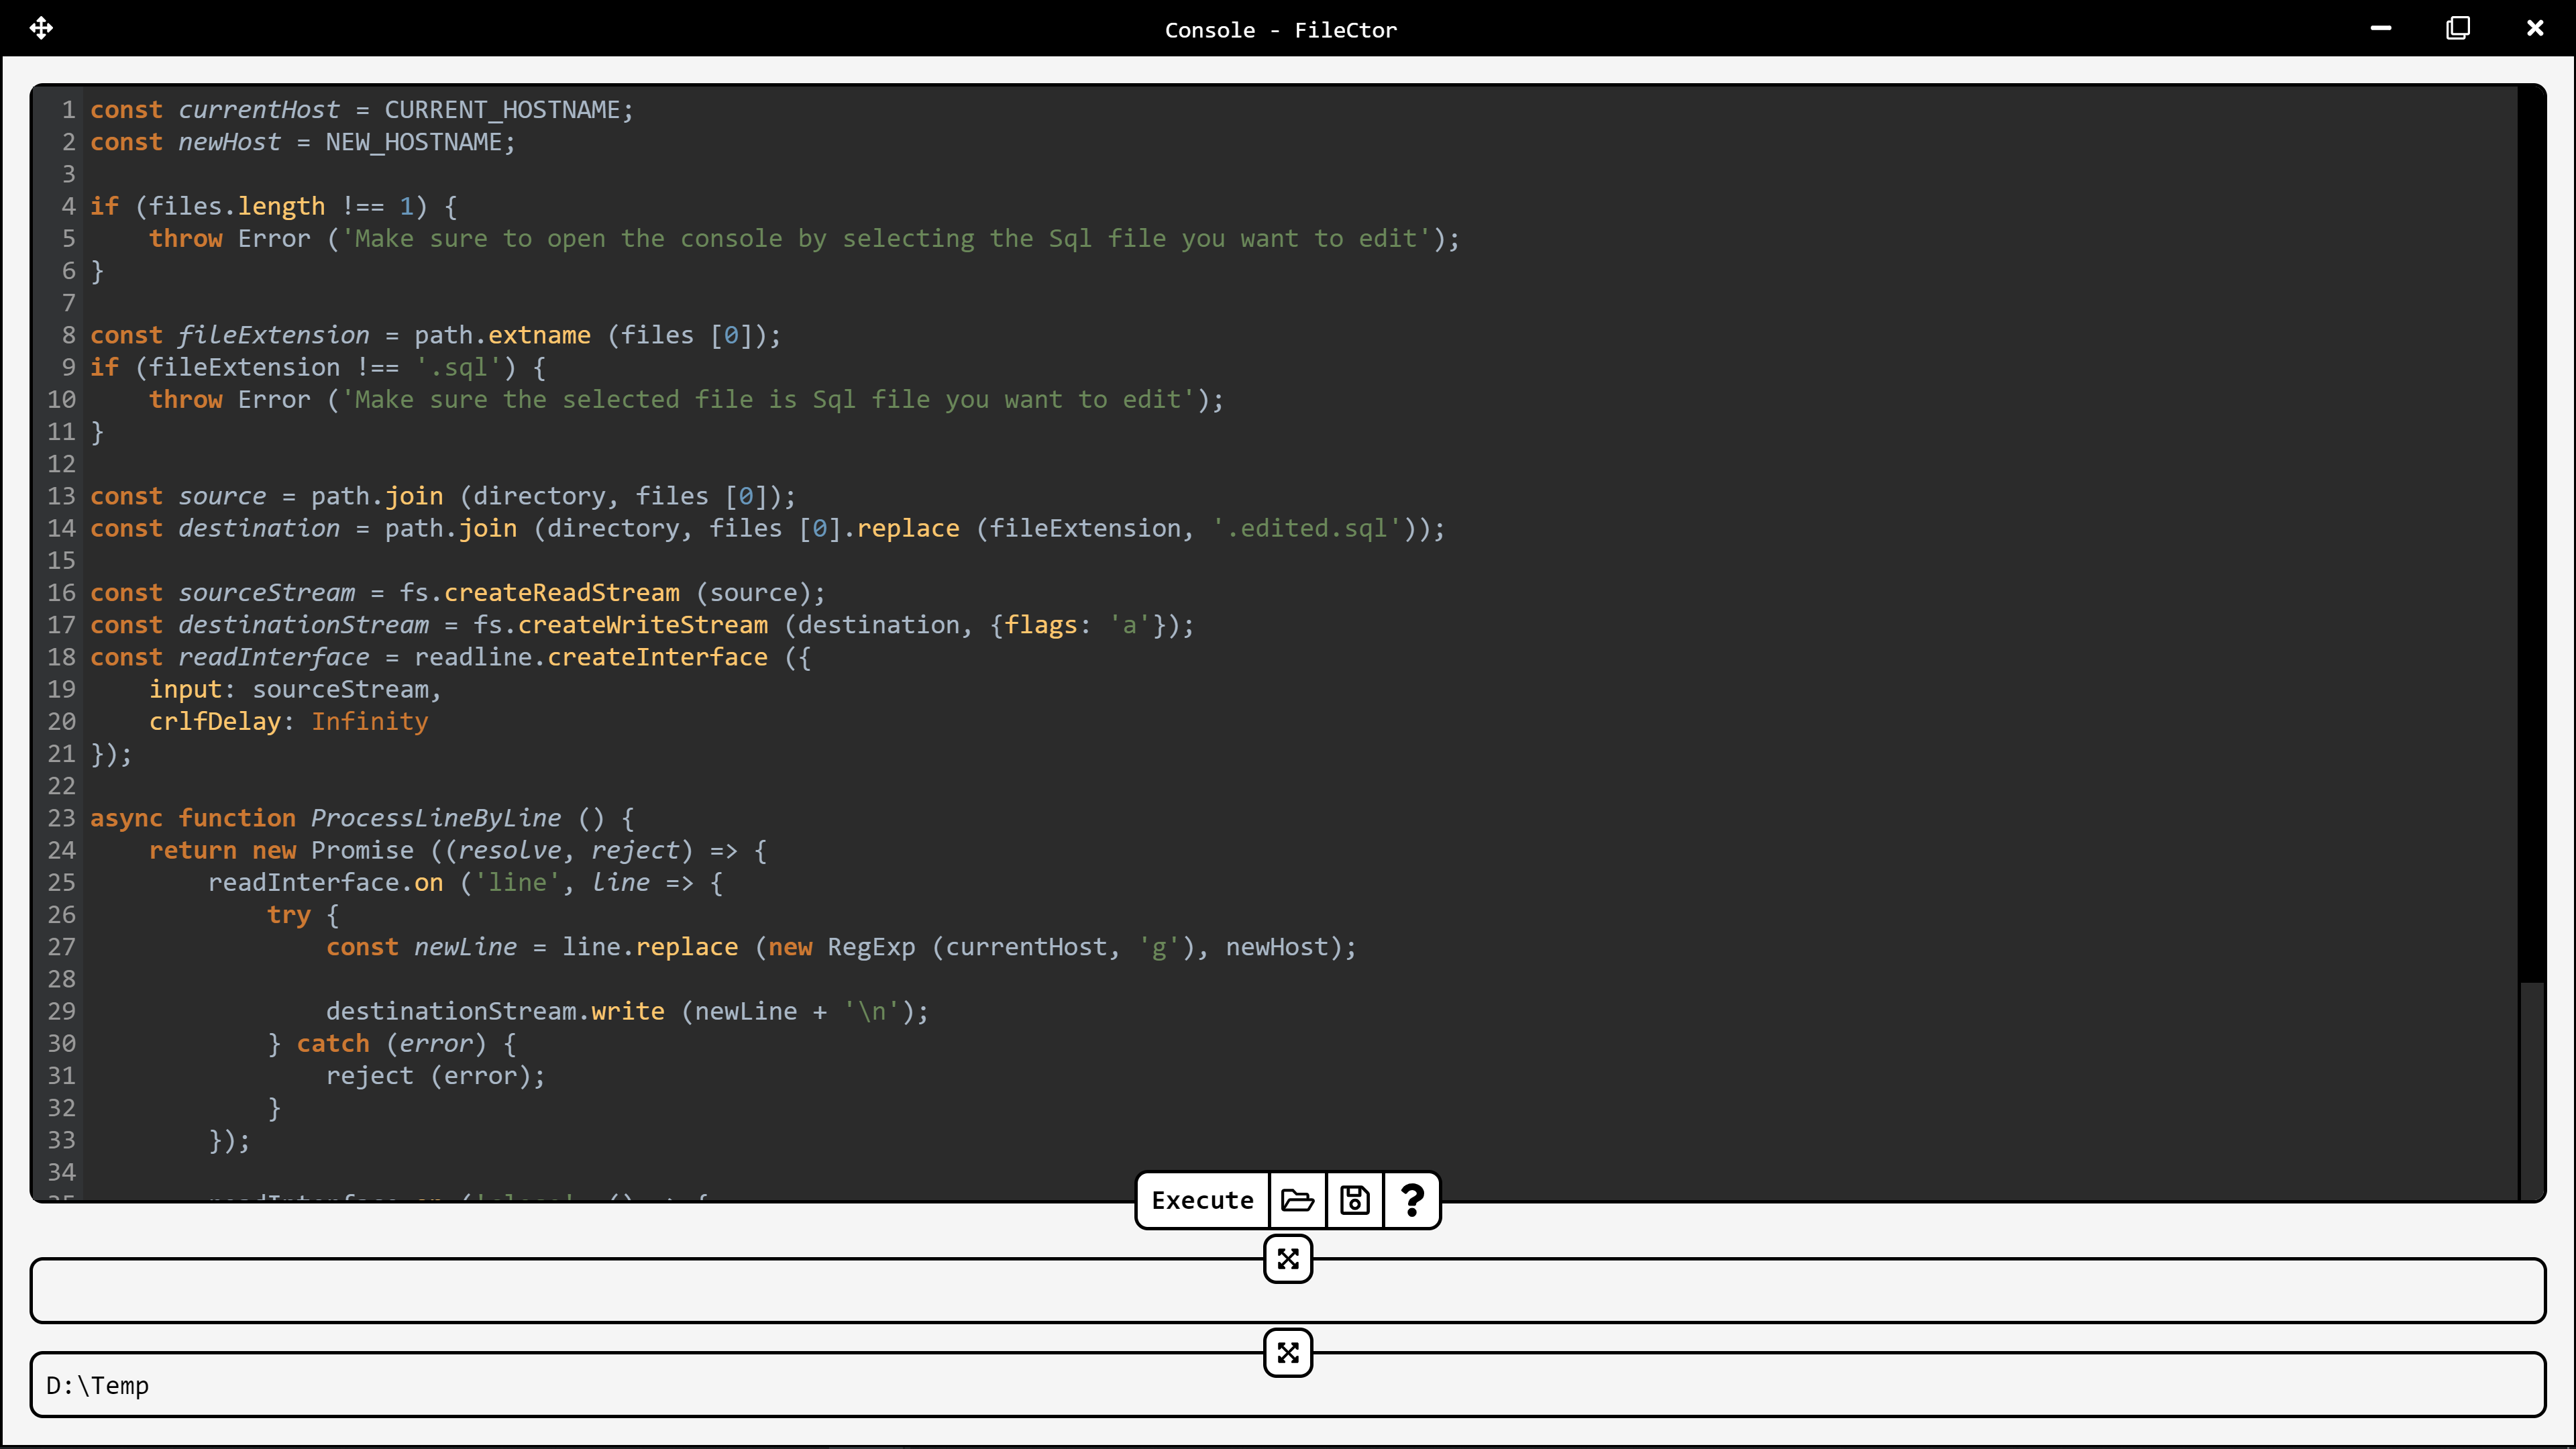 Console - FileCtor
1 const currentHost = CURRENT_HOSTNAME;
2 const newHost = NEW_HOSTNAME;
3
4 if (files.length !== 1) {
5     throw Error ('Make sure to open the console by selecting the Sql file you want to edit');
6 }
7
8 const fileExtension = path.extname (files [0]);
9 if (fileExtension !== '.sql') {
10     throw Error ('Make sure the selected file is Sql file you want to edit');
11 }
12
13 const source = path.join (directory, files [0]);
14 const destination = path.join (directory, files [0].replace (fileExtension, '.edited.sql'));
15
16 const sourceStream = fs.createReadStream (source);
17 const destinationStream = fs.createWriteStream (destination, {flags: 'a'});
18 const readInterface = readline.createInterface ({
19     input: sourceStream,
20     crlfDelay: Infinity
21 });
22
23 async function ProcessLineByLine () {
24     return new Promise ((resolve, reject) => {
25         readInterface.on ('line', line => {
26             try {
27                 const newLine = line.replace (new RegExp (currentHost, 'g'), newHost);
28
29                 destinationStream.write (newLine + '\n');
30             } catch (error) {
31                 reject (error);
32             }
33         });
34
Execute ?
D:\Temp